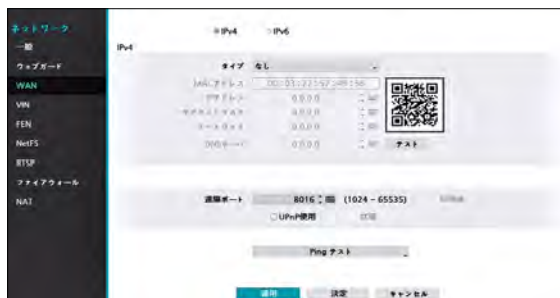 ネットワーク
一般
ウェブガード
WAN
VIN
FEN
NetFS
RTSP
ファイアウォール
NAT
IPv4 IPv6
IPv4
タイプ なし
MACアドレス
IPアドレス 0.0.0.0
サブネットマスク 0.0.0.0
ゲートウェイ 0.0.0.0
DNSサーバー 0.0.0.0
テスト
遠隔ポート 8016 (1024 ~ 65535)
UPnP使用 状態
Ping テスト
適用 決定 キャンセル